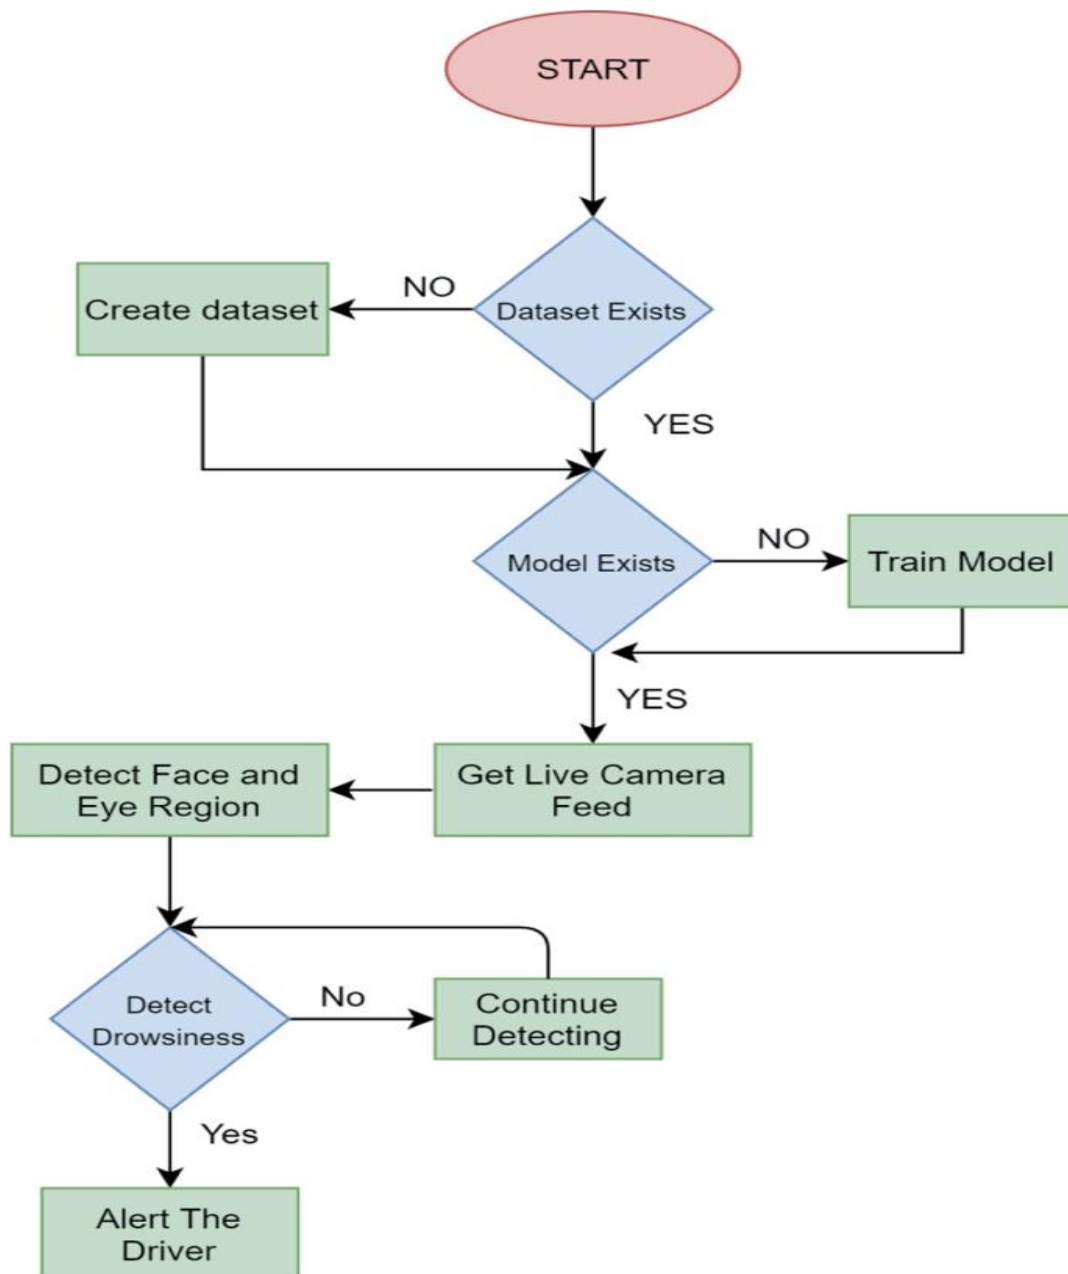 START
NO
Create dataset
Dataset Exists
YES
NO
Model Exists
Train Model
YES
Detect Face and
Eye Region
Get Live Camera
Feed
No
Detect
Drowsiness
Continue
Detecting
Yes
Alert The
Driver